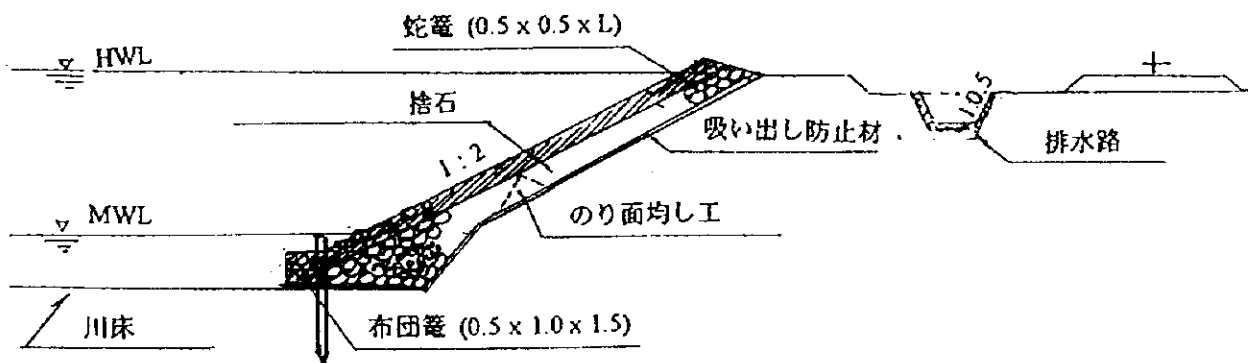 蛇篭 (0.5 x 0.5 x L)
HWL
捨石
1:0.5
吸い出し防止材
排水路
1:2
のり面均し工
MWL
川床
布団篭 (0.5 x 1.0 x 1.5)